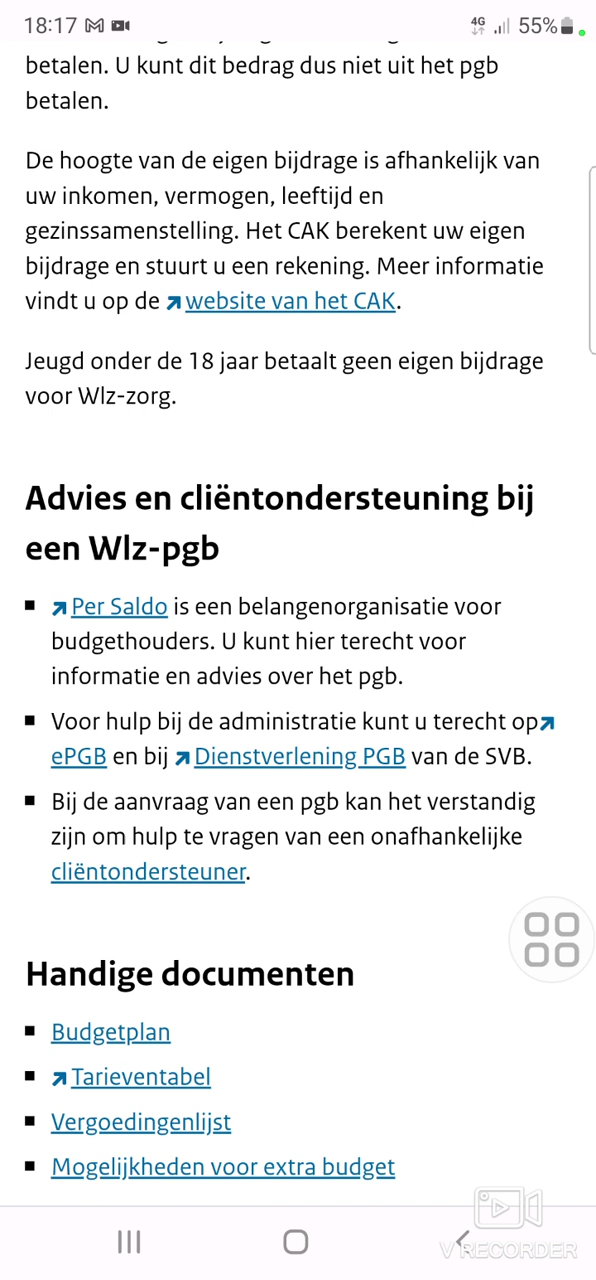 18:17 4G 55%
betalen. U kunt dit bedrag dus niet uit het pgb
betalen.
De hoogte van de eigen bijdrage is afhankelijk van
uw inkomen, vermogen, leeftijd en
gezinssamenstelling. Het CAK berekent uw eigen
bijdrage en stuurt u een rekening. Meer informatie
vindt u op de website van het CAK.
Jeugd onder de 18 jaar betaalt geen eigen bijdrage
voor Wlz-zorg.
Advies en cliëntondersteuning bij
een Wlz-pgb
Per Saldo is een belangenorganisatie voor
budgethouders. U kunt hier terecht voor
informatie en advies over het pgb.
Voor hulp bij de administratie kunt u terecht op
ePGB en bij Dienstverlening PGB van de SVB.
Bij de aanvraag van een pgb kan het verstandig
zijn om hulp te vragen van een onafhankelijke
cliëntondersteuner.
Handige documenten
Budgetplan
Tarieventabel
Vergoedingenlijst
Mogelijkheden voor extra budget
V RECORDER